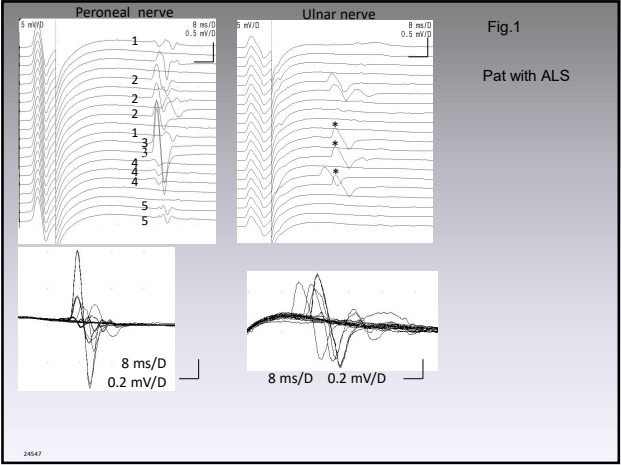 Peroneal nerve
Ulnar nerve
Fig.1
Pat with ALS
5 mV/D
8 ms/D
0.5 mV/D
5 mV/D
8 ms/D
0.5 mV/D
1
2
2
2
1
3
3
4
4
4
5
5
*
*
*
8 ms/D
0.2 mV/D
8 ms/D 0.2 mV/D
24547